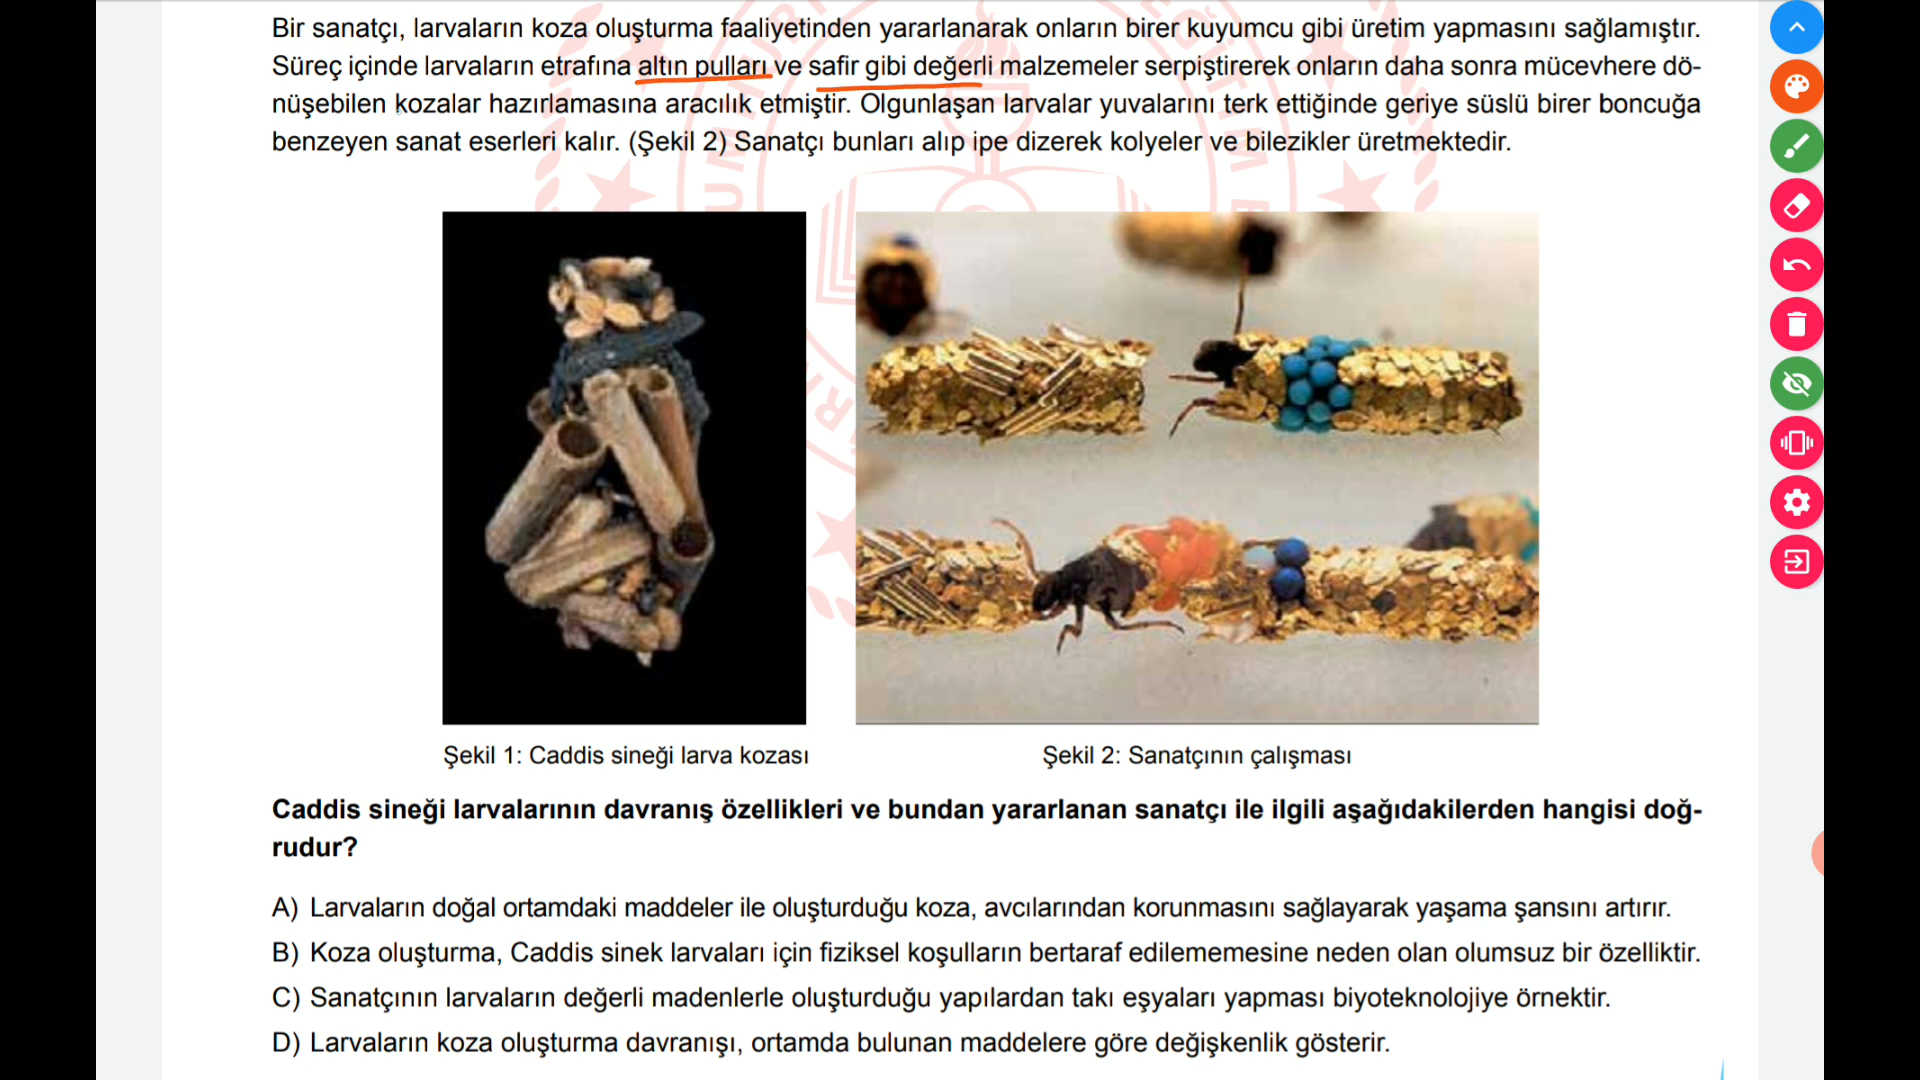 Bir sanatçı, larvaların koza oluşturma faaliyetinden yararlanarak onların birer kuyumcu gibi üretim yapmasını sağlamıştır.
Süreç içinde larvaların etrafına altın pulları ve safir gibi değerli malzemeler serpiştirerek onların daha sonra mücevhere dö-
nüşebilen kozalar hazırlamasına aracılık etmiştir. Olgunlaşan larvalar yuvalarını terk ettiğinde geriye süslü birer boncuğa
benzeyen sanat eserleri kalır. (Şekil 2) Sanatçı bunları alıp ipe dizerek kolyeler ve bilezikler üretmektedir.
Şekil 1: Caddis sineği larva kozası
Şekil 2: Sanatçının çalışması
Caddis sineği larvalarının davranış özellikleri ve bundan yararlanan sanatçı ile ilgili aşağıdakilerden hangisi doğ-
rudur?
A) Larvaların doğal ortamdaki maddeler ile oluşturduğu koza, avcılarından korunmasını sağlayarak yaşama şansını artırır.
B) Koza oluşturma, Caddis sinek larvaları için fiziksel koşulların bertaraf edilememesine neden olan olumsuz bir özelliktir.
C) Sanatçının larvaların değerli madenlerle oluşturduğu yapılardan takı eşyaları yapması biyoteknolojiye örnektir.
D) Larvaların koza oluşturma davranışı, ortamda bulunan maddelere göre değişkenlik gösterir.